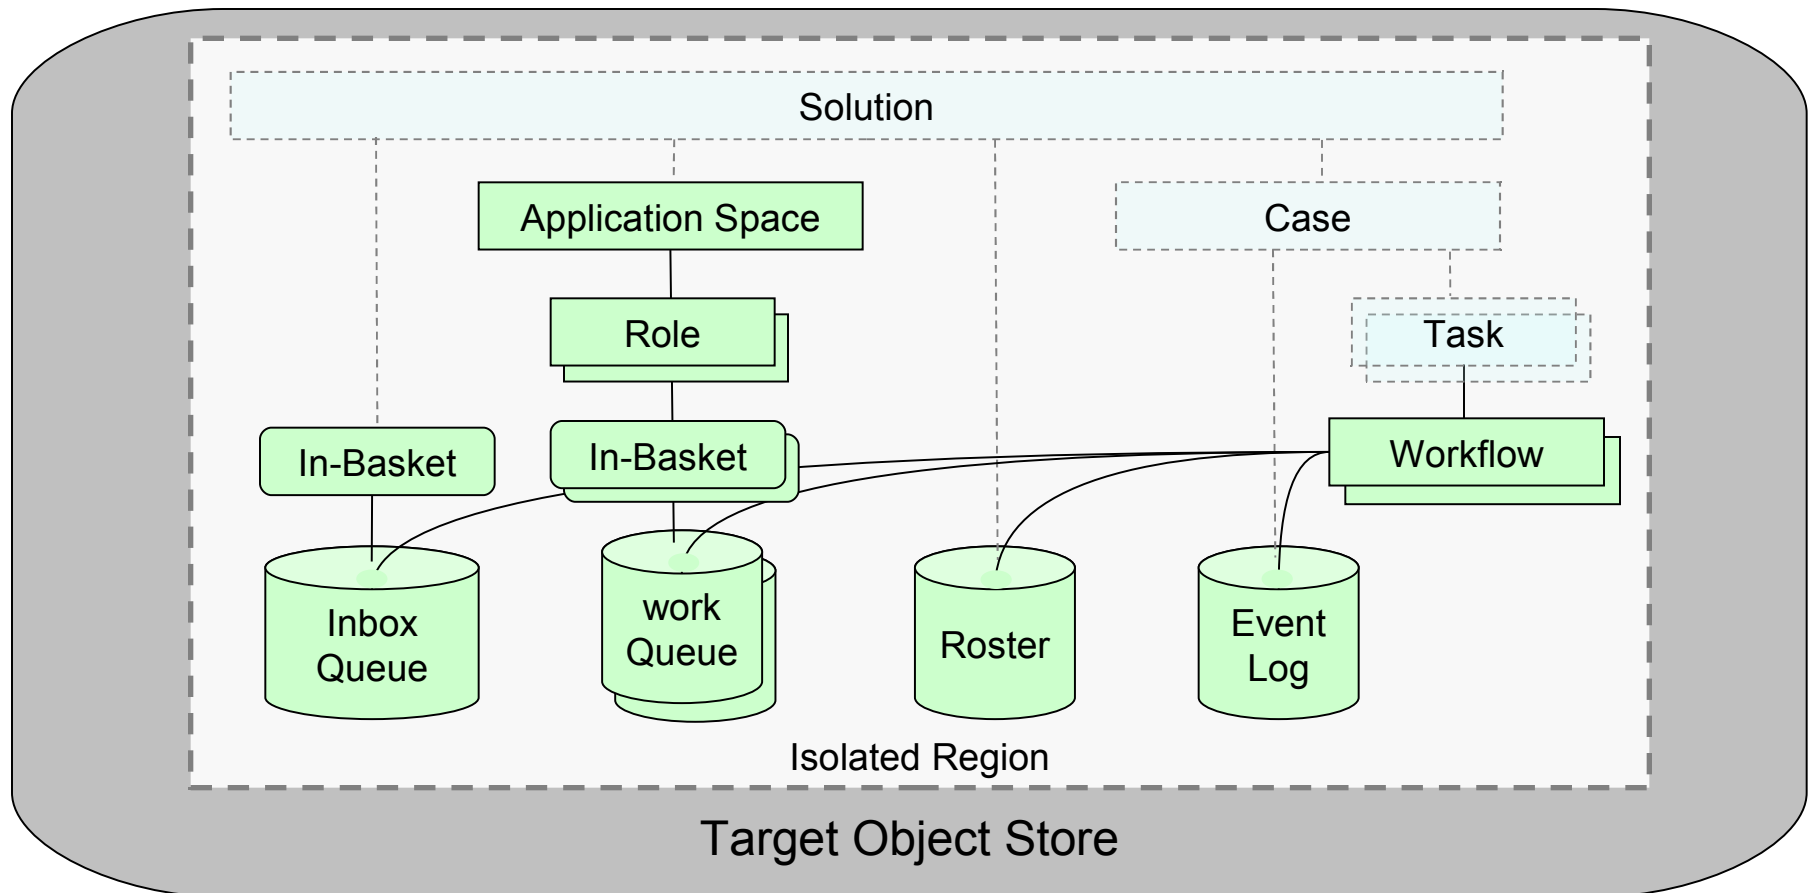 Solution
Application Space
Case
Role
Task
In-Basket
In-Basket
Workflow
Inbox
Queue
work
Queue
Roster
Event
Log
Isolated Region
Target Object Store